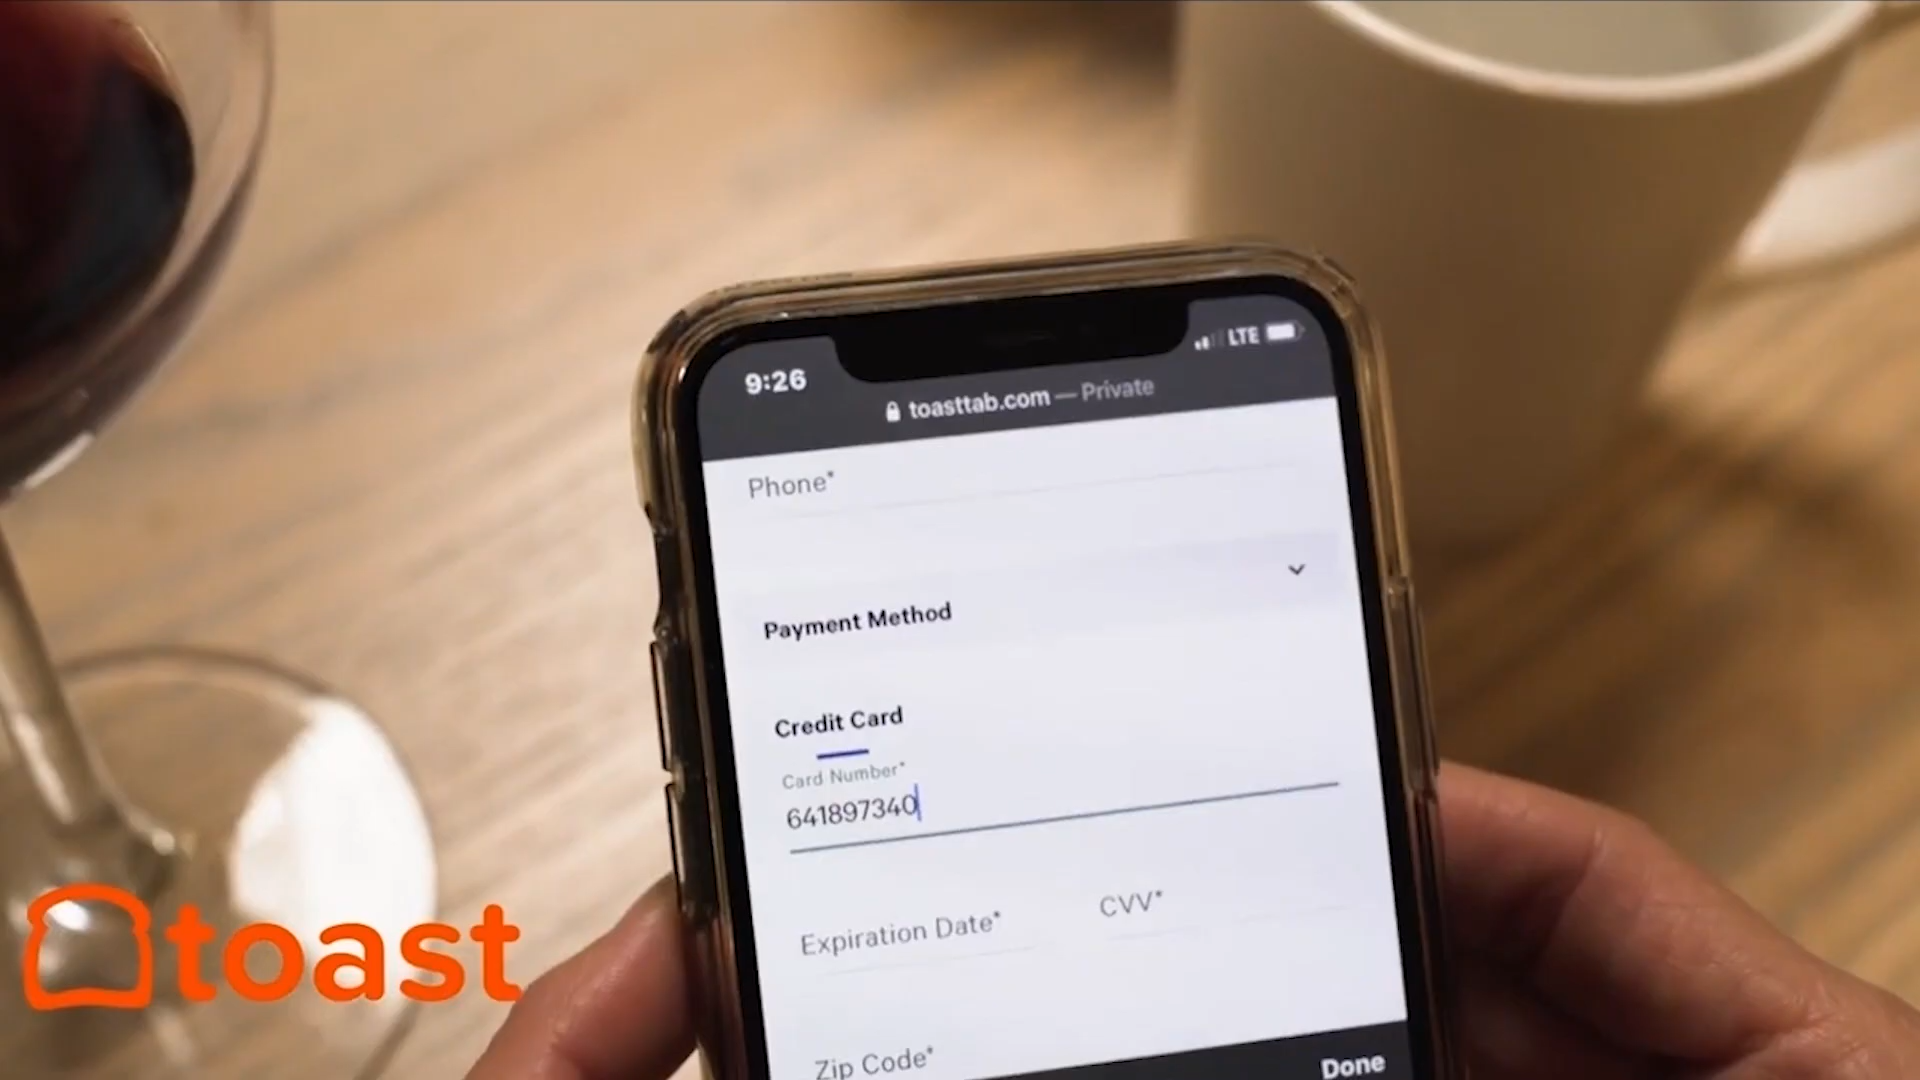 9:26
LTE
toasttab.com — Private
Phone*
Payment Method
Credit Card
Card Number*
641897340
Expiration Date*
CVV*
Zip Code*
Done
toast